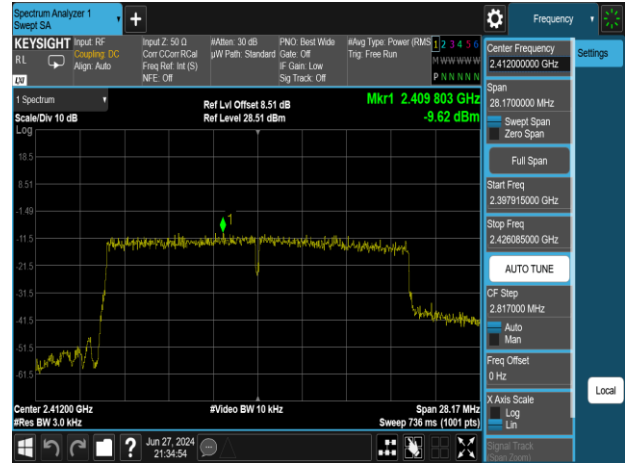 Spectrum Analyzer 1
Swept SA
Frequency
KEYSIGHT
RL
LXI
Input: RF
Coupling: DC
Align: Auto
Input Z: 50 Ω
Corr CCorr RCal
Freq Ref: Int (S)
NFE: Off
#Atten: 30 dB
µW Path: Standard
PNO: Best Wide
Gate: Off
IF Gain: Low
Sig Track: Off
#Avg Type: Power (RMS
Trig: Free Run
1 2 3 4 5 6
M W W W W W
P N N N N N
1 Spectrum
Scale/Div 10 dB
Log
Ref Lvl Offset 8.51 dB
Ref Level 28.51 dBm
Mkr1 2.409 803 GHz
-9.62 dBm
18.5
8.51
-1.49
-11.5
-21.5
-31.5
-41.5
-51.5
-61.5
1
Center 2.41200 GHz
#Res BW 3.0 kHz
#Video BW 10 kHz
Span 28.17 MHz
Sweep 736 ms (1001 pts)
Jun 27, 2024
21:34:54
Center Frequency
2.412000000 GHz
Span
28.1700000 MHz
Swept Span
Zero Span
Full Span
Start Freq
2.397915000 GHz
Stop Freq
2.426085000 GHz
AUTO TUNE
CF Step
2.817000 MHz
Auto
Man
Freq Offset
0 Hz
X Axis Scale
Log
Lin
Signal Track
(Span Zoom)
Settings
Local